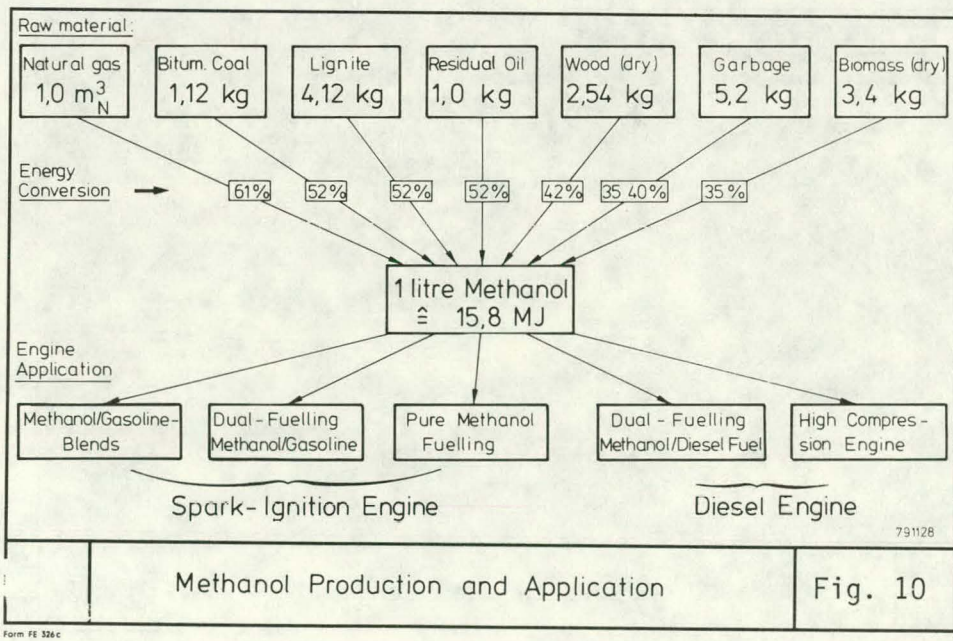 Raw material:
Natural gas
1,0 m³N
Bitum. Coal
1,12 kg
Lignite
4,12 kg
Residual Oil
1,0 kg
Wood (dry)
2,54 kg
Garbage
5,2 kg
Biomass (dry)
3,4 kg
Energy
Conversion
61% 52% 52% 52% 42% 35 40% 35%
1 litre Methanol
≙ 15,8 MJ
Engine
Application
Methanol/Gasoline-
Blends
Dual-Fuelling
Methanol/Gasoline
Pure Methanol
Fuelling
Dual-Fuelling
Methanol/Diesel Fuel
High Compres-
sion Engine
Spark-Ignition Engine
Diesel Engine
791128
Methanol Production and Application
Fig. 10
Form FE 326c